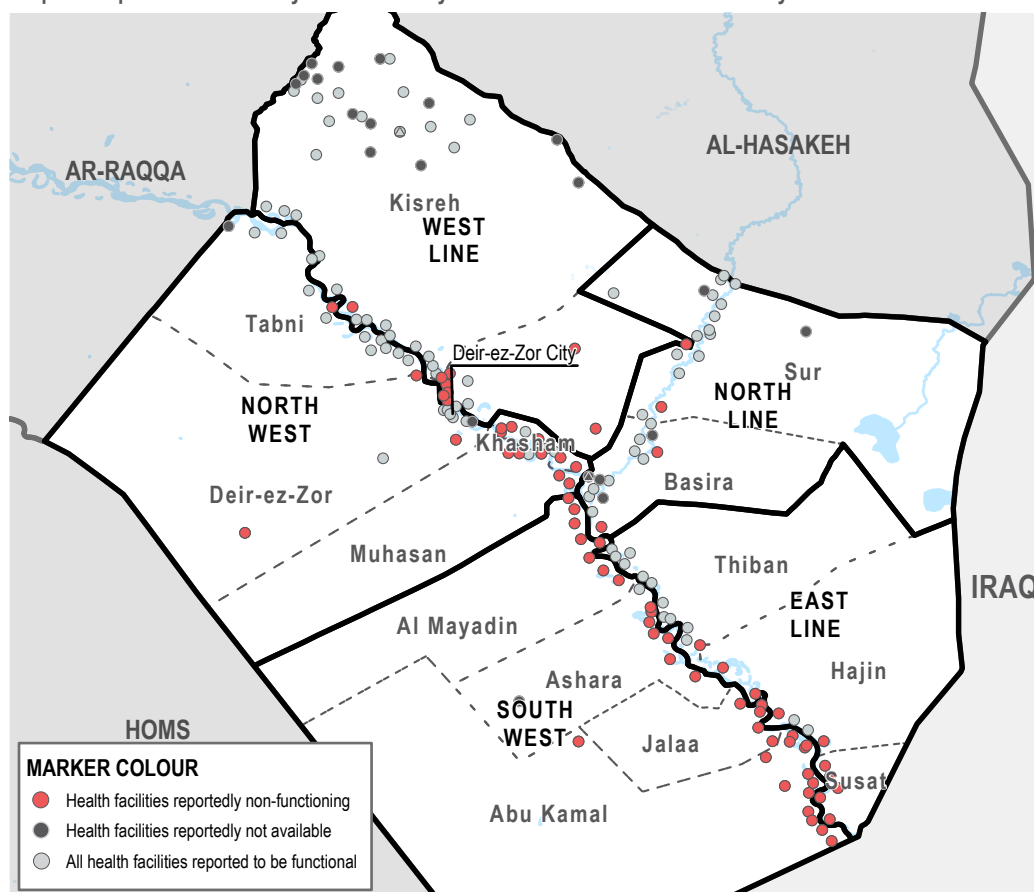 AR-RAQQA
AL-HASAKEH
Kisreh
WEST
LINE
Tabni
Deir-ez-Zor City
Sur
NORTH
WEST
NORTH
LINE
Khasham
Basira
Deir-ez-Zor
Muhasan
Thiban
IRAQ
EAST
LINE
Al Mayadin
Hajin
Ashara
SOUTH
WEST
HOMS
Jalaa
Susat
Abu Kamal
MARKER COLOUR
Health facilities reportedly non-functioning
Health facilities reportedly not available
All health facilities reported to be functional